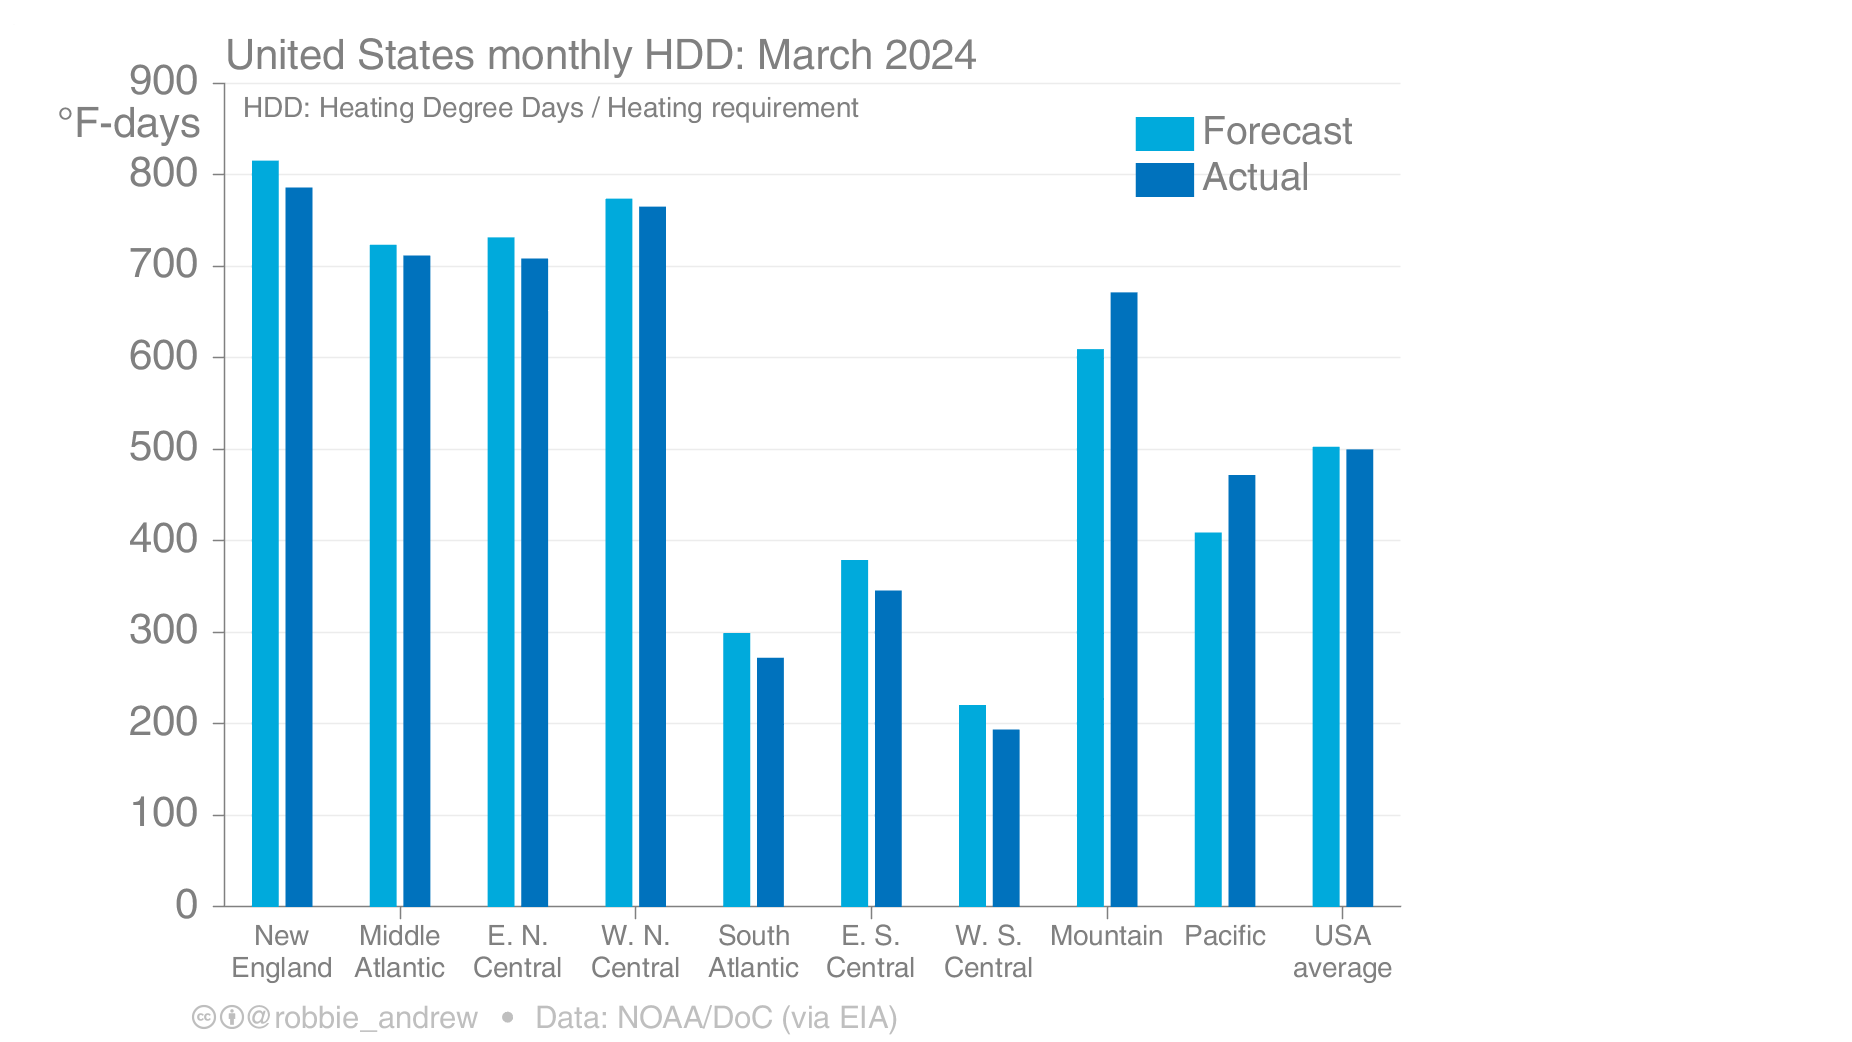 United States monthly HDD: March 2024
900
°F-days
HDD: Heating Degree Days / Heating requirement
Forecast
Actual
800
700
600
500
400
300
200
100
0
New England
Middle Atlantic
E. N. Central
W. N. Central
South Atlantic
E. S. Central
W. S. Central
Mountain
Pacific
USA average
cc @robbie_andrew • Data: NOAA/DoC (via EIA)